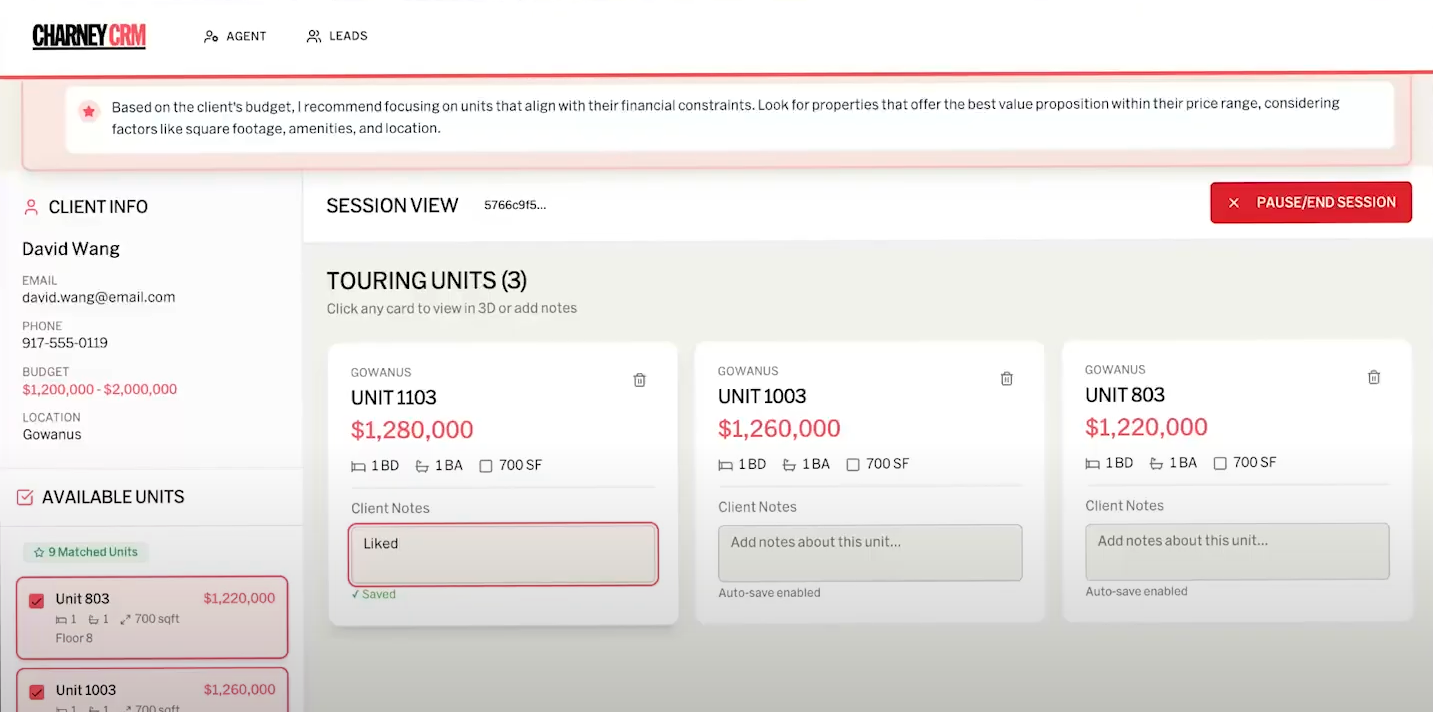 CHARNEY CRM
AGENT
LEADS
Based on the client's budget, I recommend focusing on units that align with their financial constraints. Look for properties that offer the best value proposition within their price range, considering
factors like square footage, amenities, and location.
CLIENT INFO
David Wang
EMAIL
david.wang@email.com
PHONE
917-555-0119
BUDGET
$1,200,000 - $2,000,000
LOCATION
Gowanus
AVAILABLE UNITS
9 Matched Units
Unit 803 $1,220,000
1 1 700 sqft
Floor 8
Unit 1003 $1,260,000
1 1 700 sqft
SESSION VIEW 5766c9f5...
PAUSE/END SESSION
TOURING UNITS (3)
Click any card to view in 3D or add notes
GOWANUS
UNIT 1103
$1,280,000
1 BD 1 BA 700 SF
Client Notes
Liked
✓ Saved
GOWANUS
UNIT 1003
$1,260,000
1 BD 1 BA 700 SF
Client Notes
Add notes about this unit...
Auto-save enabled
GOWANUS
UNIT 803
$1,220,000
1 BD 1 BA 700 SF
Client Notes
Add notes about this unit...
Auto-save enabled